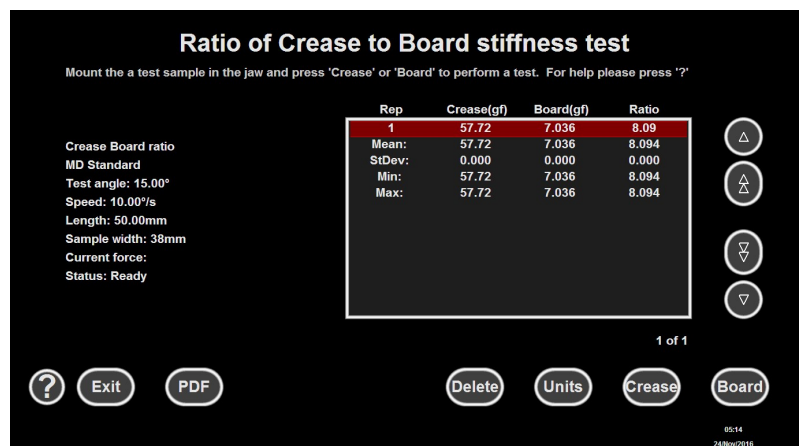 Ratio of Crease to Board stiffness test
Mount the a test sample in the jaw and press 'Crease' or 'Board' to perform a test. For help please press '?'
Rep Crease(gf) Board(gf) Ratio
1 57.72 7.036 8.09
Mean: 57.72 7.036 8.094
StDev: 0.000 0.000 0.000
Min: 57.72 7.036 8.094
Max: 57.72 7.036 8.094
Crease Board ratio
MD Standard
Test angle: 15.00°
Speed: 10.00°/s
Length: 50.00mm
Sample width: 38mm
Current force:
Status: Ready
1 of 1
? Exit PDF Delete Units Crease Board
05:14
24/Nov/2016